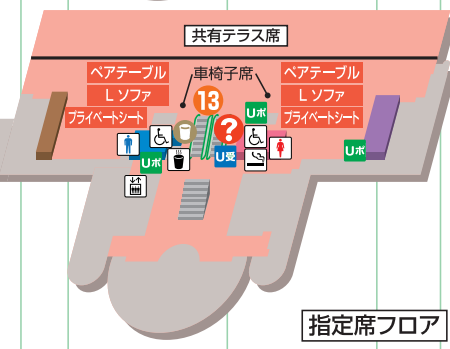 共有テラス席
ペアテーブル
車椅子席
ペアテーブル
Lソファ
13
Lソファ
プライベートシート
Uポ
プライベートシート
?
Uポ
U受
Uポ
指定席フロア